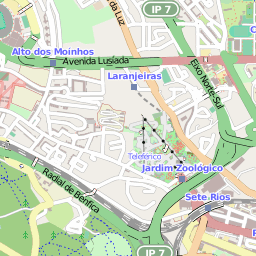 da Luz
IP 7
Alto dos Moinhos
Avenida Lusíada
Eixo Norte-Sul
Laranjeiras
Teleférico
Jardim Zoológico
Radial de Benfica
Sete Rios
IP 7